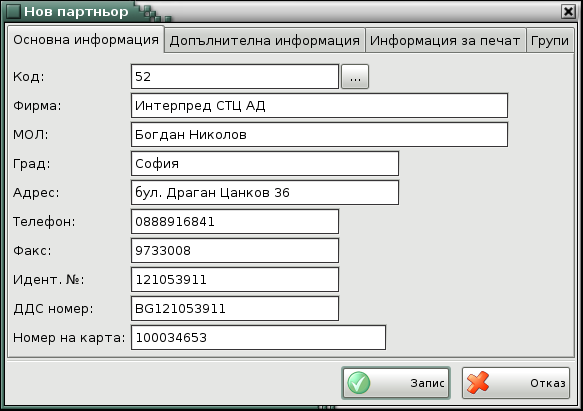 Нов партньор
Основна информация Допълнителна информация Информация за печат Групи
Код: 52 ...
Фирма: Интерпред СТЦ АД
МОЛ: Богдан Николов
Град: София
Адрес: бул. Драган Цанков 36
Телефон: 0888916841
Факс: 9733008
Идент. №: 121053911
ДДС номер: BG121053911
Номер на карта: 100034653
Запис Отказ